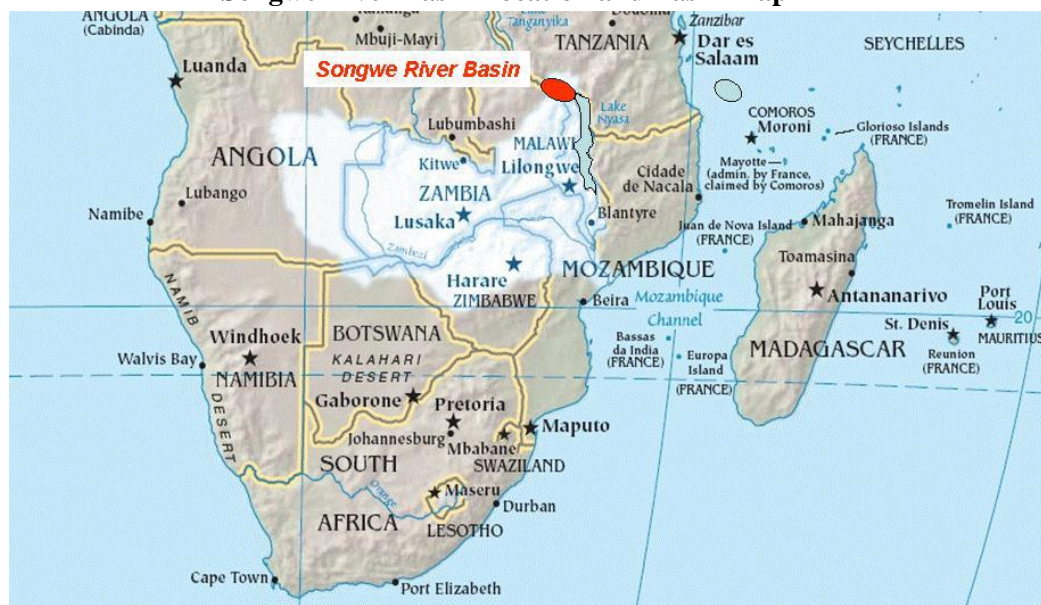 ANGOLA
(Cabinda)
Mbuji-Mayi
Tanganyika
TANZANIA
Zanzibar
Dar es
Salaam
SEYCHELLES
Luanda
Songwe River Basin
Lake
Nyasa
COMOROS
Moroni
Glorioso Islands
(FRANCE)
Lubumbashi
MALAWI
ANGOLA
Kitwe
Lilongwe
Cidade
de Nacala
Mayotte
(admin. by France,
claimed by Comoros)
Lubango
ZAMBIA
Tromelin Island
(FRANCE)
Namibe
Lusaka
Blantyre
Juan de Nova Island
(FRANCE)
Mahajanga
Zambezi
Toamasina
MOZAMBIQUE
Harare
ZIMBABWE
Antananarivo
Port
Louis
Beira
Mozambique
Channel
St. Denis
20
MAURITIUS
NAMIB
DESERT
BOTSWANA
Windhoek
Bassas
da India
(FRANCE)
Europa
Island
(FRANCE)
MADAGASCAR
Reunion
(FRANCE)
Walvis Bay
KALAHARI
DESERT
NAMIBIA
Gaborone
Pretoria
Maputo
Johannesburg
Mbabane
SWAZILAND
SOUTH
AFRICA
Orange
Maseru
Durban
LESOTHO
Cape Town
Port Elizabeth